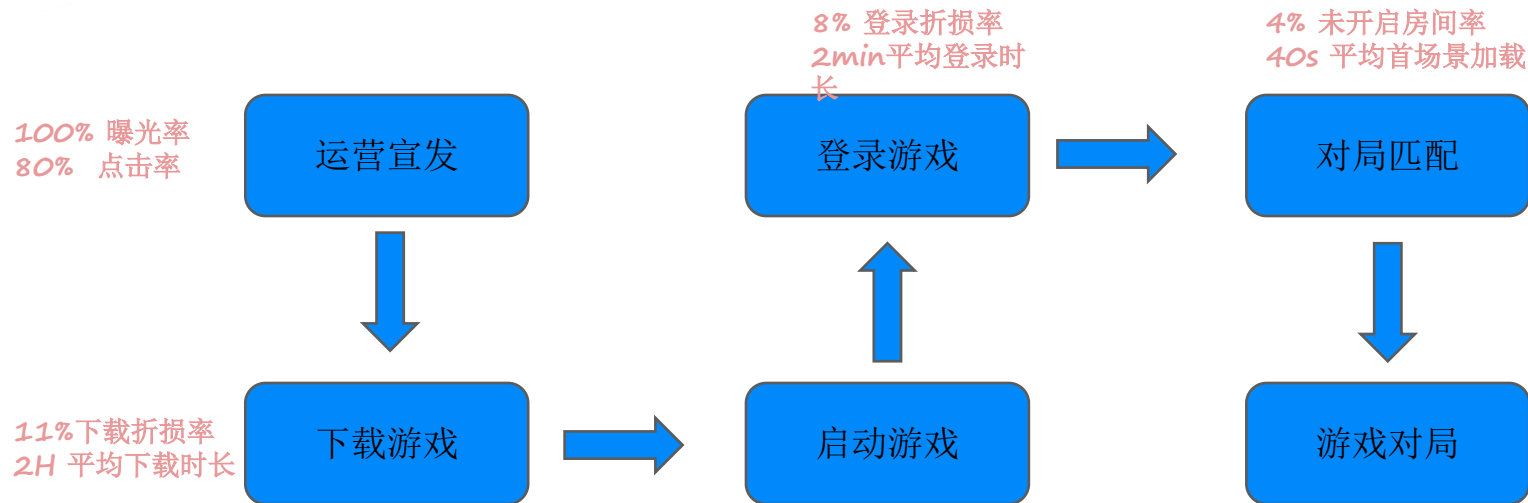 8% 登录折损率
2min平均登录时
长
4% 未开启房间率
40s 平均首场景加载
100% 曝光率
80% 点击率
运营宣发
登录游戏
对局匹配
11%下载折损率
2H 平均下载时长
下载游戏
启动游戏
游戏对局